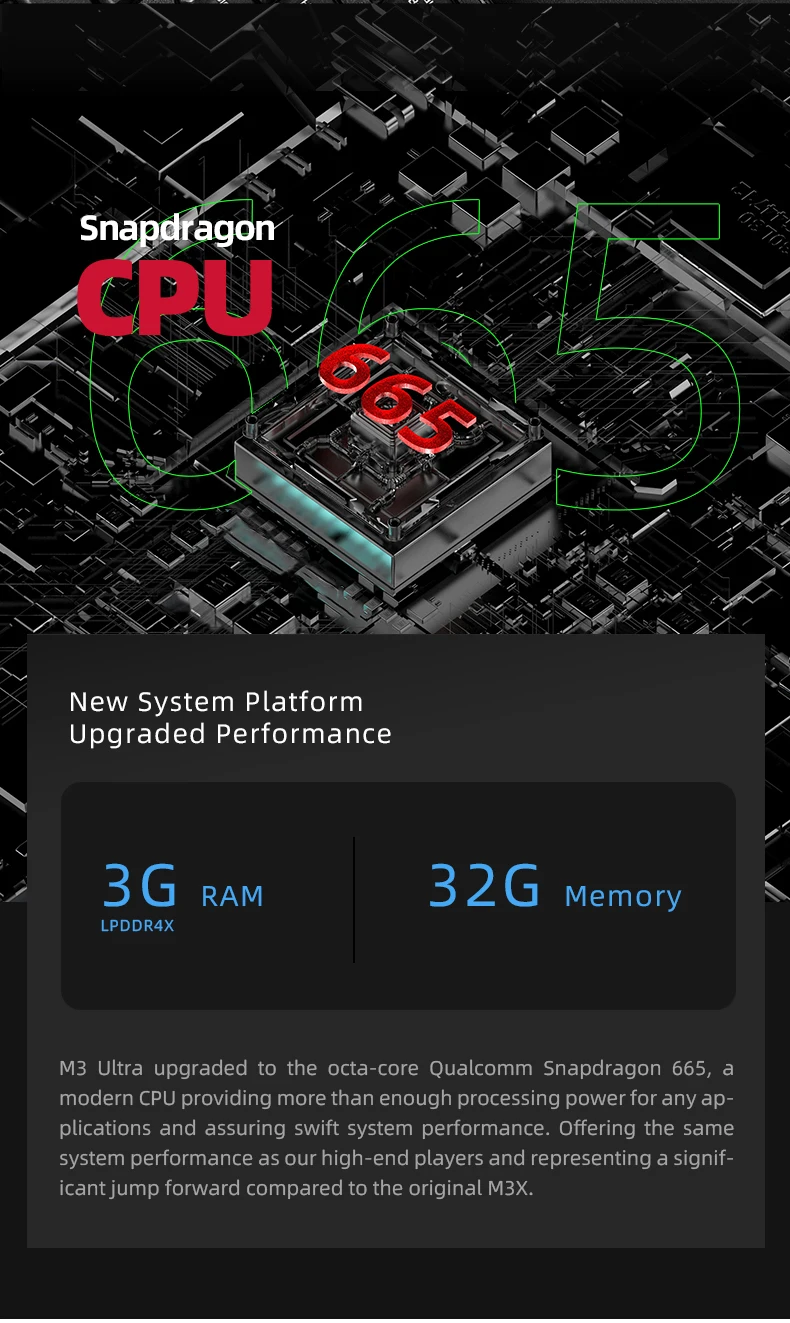 Snapdragon
CPU
665
665
New System Platform
Upgraded Performance
3G RAM
LPDDR4X
32G Memory
M3 Ultra upgraded to the octa-core Qualcomm Snapdragon 665, a
modern CPU providing more than enough processing power for any ap-
plications and assuring swift system performance. Offering the same
system performance as our high-end players and representing a signif-
icant jump forward compared to the original M3X.